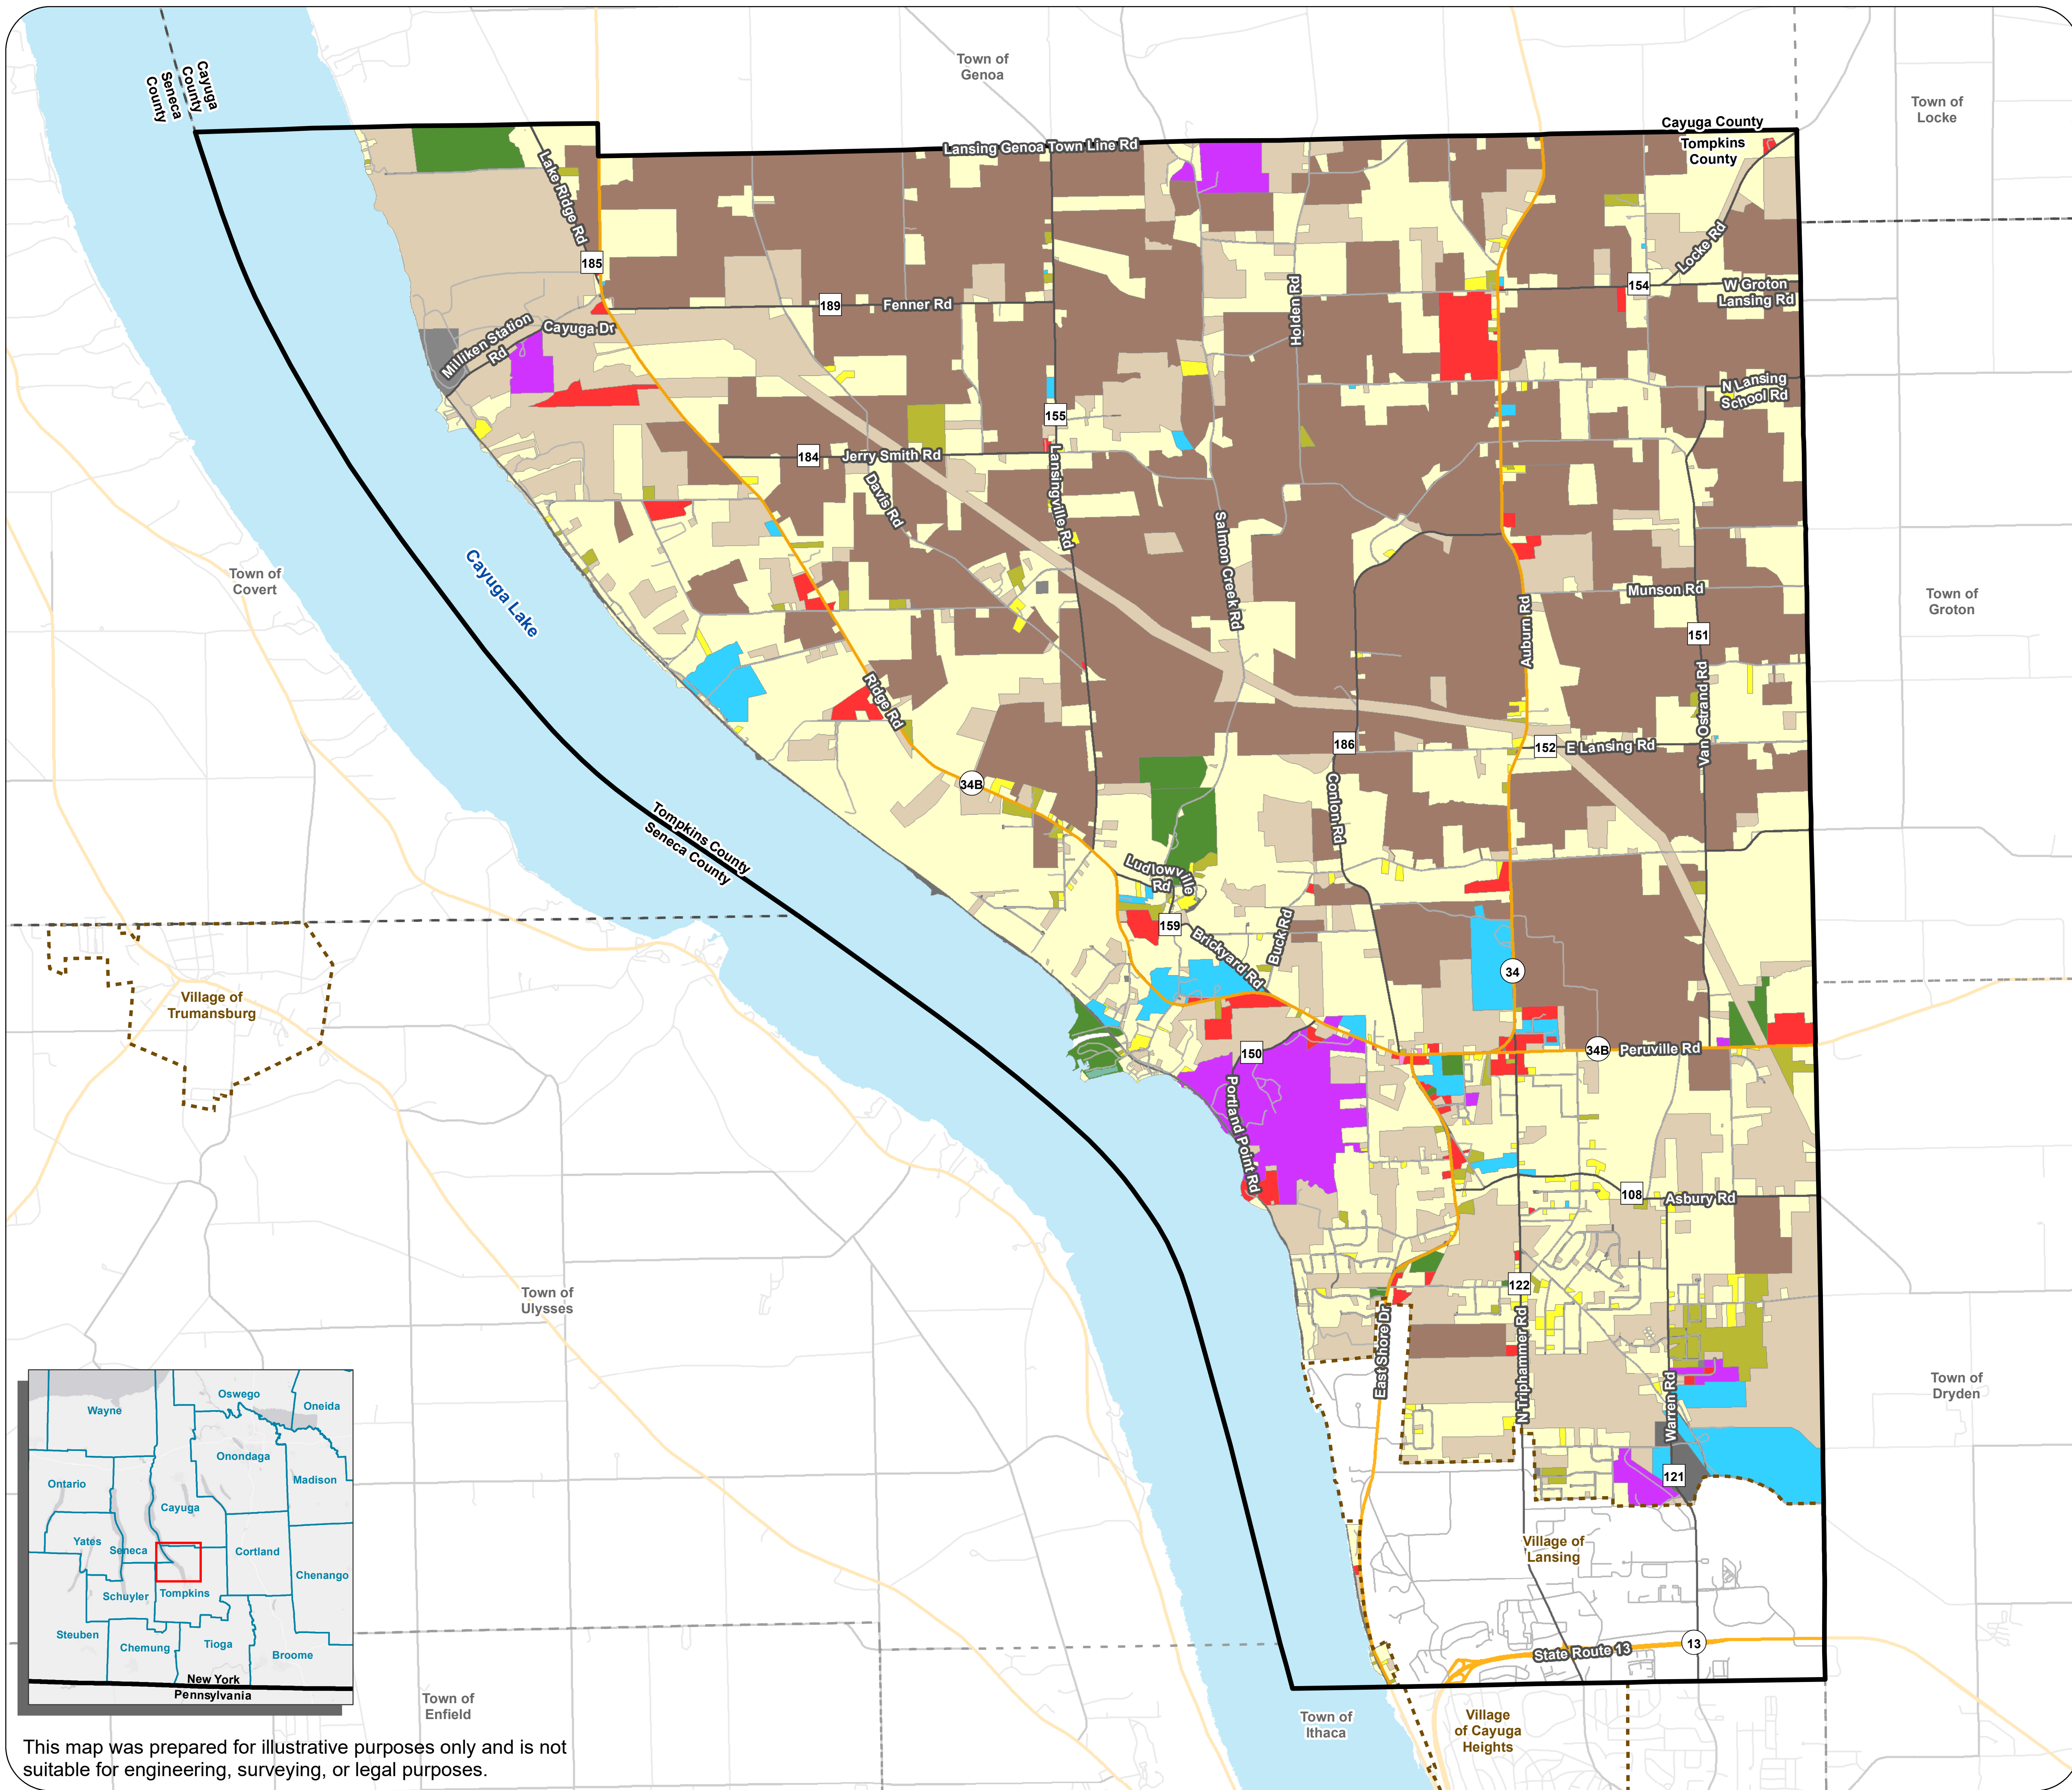 Town of
Genoa
Town of
Locke
Cayuga
County
Seneca
County
Cayuga County
Tompkins
County
Lansing Genoa Town Line Rd
Lake Ridge Rd
185
Locke Rd
154
W Groton
Lansing Rd
189
Fenner Rd
Holden Rd
Milliken Station
Rd
Cayuga Dr
N Lansing
School Rd
155
184
Jerry Smith Rd
Davis Rd
Lansingville Rd
Salmon Creek Rd
Town of
Covert
Cayuga Lake
Town of
Groton
Munson Rd
Auburn Rd
151
Van Ostrand Rd
Ridge Rd
186
152
E Lansing Rd
34B
Conlon Rd
Tompkins County
Seneca County
Ludlowville
Rd
159
Brickyard Rd
Buck Rd
34
Village of
Trumansburg
150
34B
Peruville Rd
Portland Point Rd
108
Asbury Rd
Town of
Ulysses
122
East Shore Dr
N Triphammer Rd
Warren Rd
Town of
Dryden
121
Village of
Lansing
State Route 13
13
Town of
Ithaca
Village
of Cayuga
Heights
Town of
Enfield
Oswego
Oneida
Wayne
Onondaga
Madison
Ontario
Cayuga
Yates
Seneca
Cortland
Chenango
Schuyler
Tompkins
Steuben
Chemung
Tioga
Broome
New York
Pennsylvania
This map was prepared for illustrative purposes only and is not
suitable for engineering, surveying, or legal purposes.